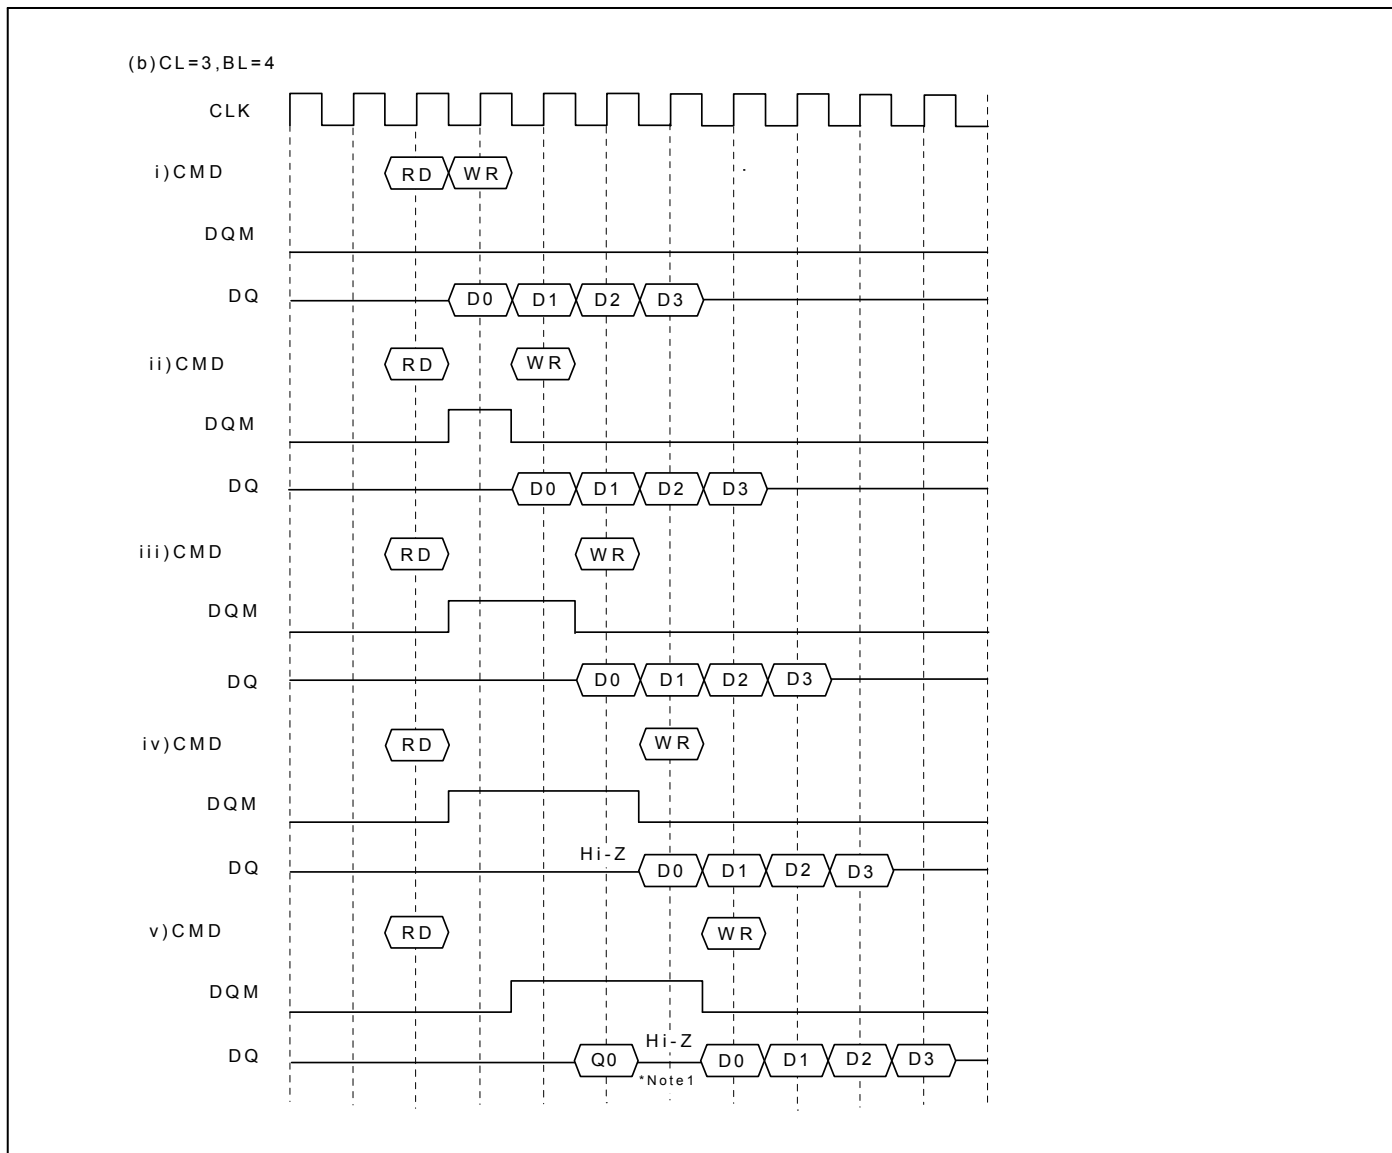 (b)CL=3,BL=4
CLK
i)CMD RD WR
DQM
DQ D0 D1 D2 D3
ii)CMD RD WR
DQM
DQ D0 D1 D2 D3
iii)CMD RD WR
DQM
DQ D0 D1 D2 D3
iv)CMD RD WR
DQM
DQ Hi-Z D0 D1 D2 D3
v)CMD RD WR
DQM
DQ Q0 Hi-Z D0 D1 D2 D3
*Note1